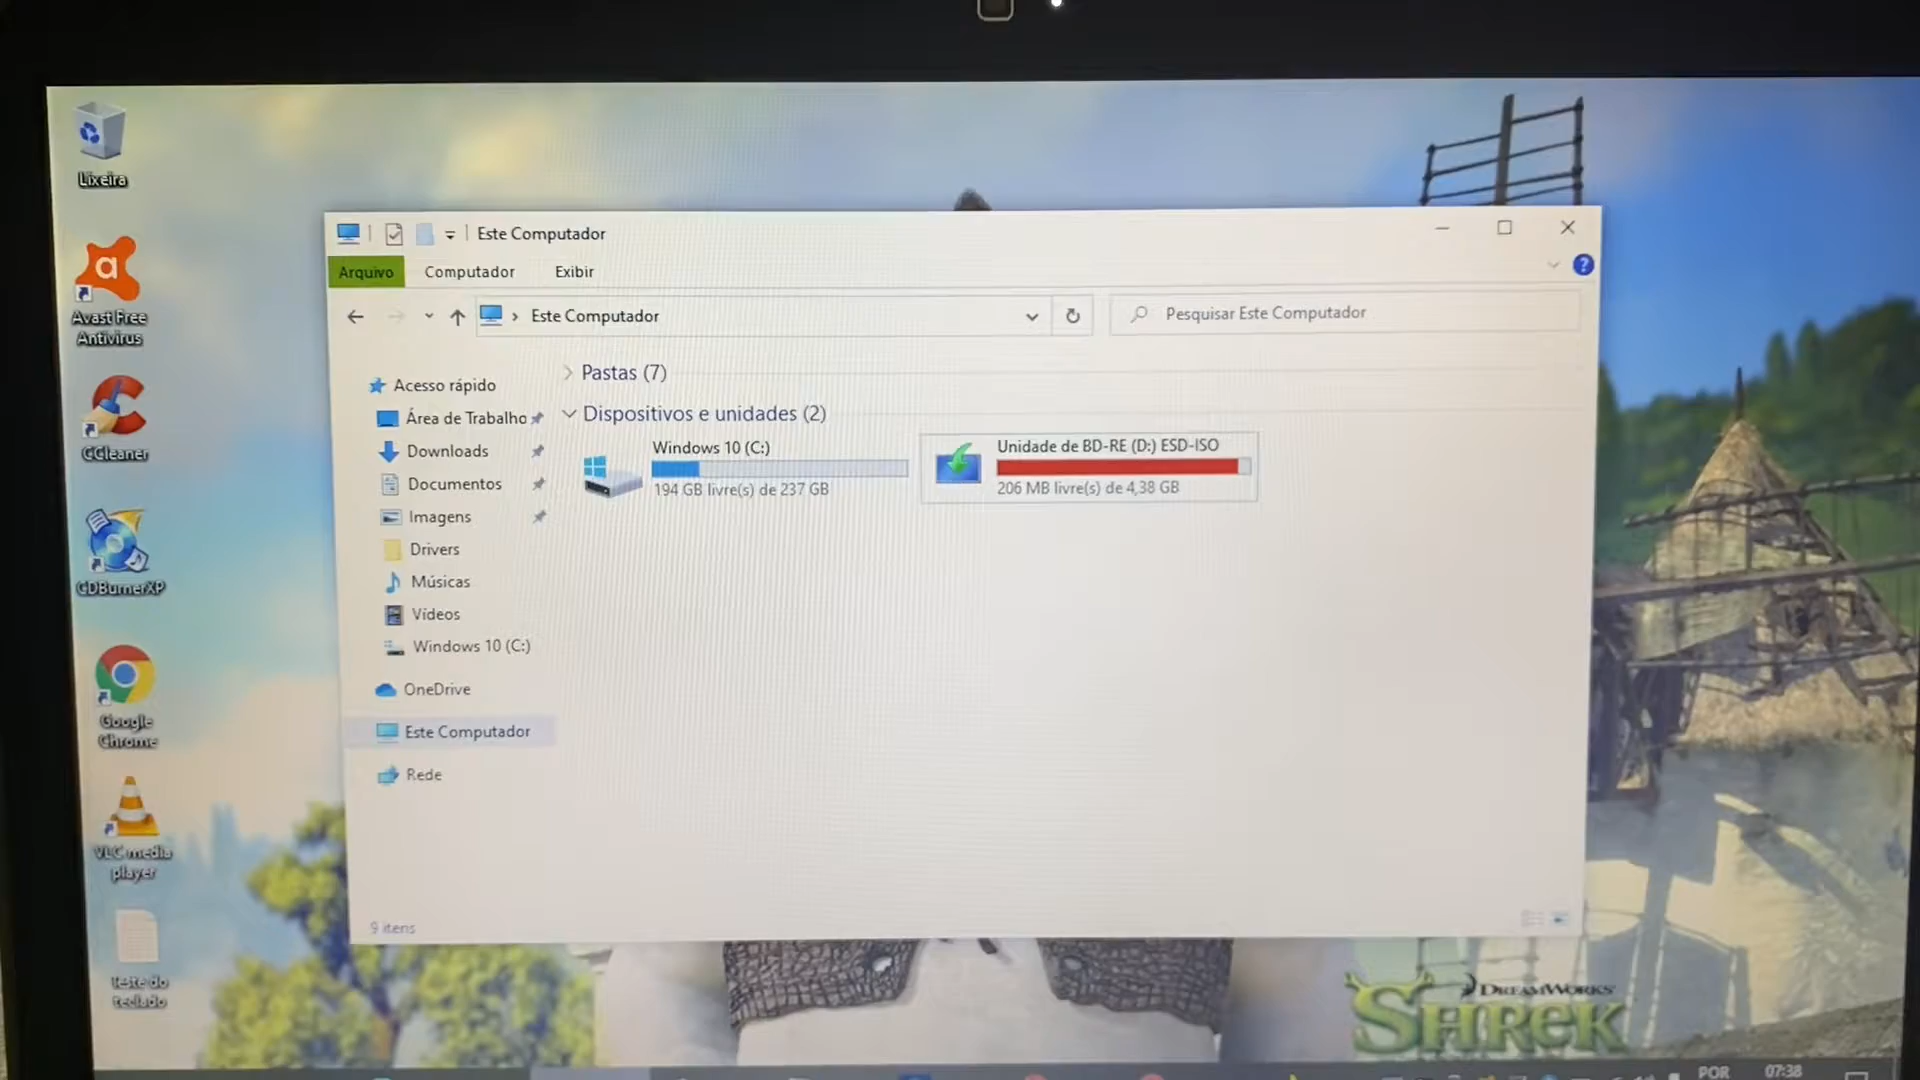 Lixeira
Avast Free
Antivirus
CCleaner
CDBurnerXP
Google
Chrome
VLC media
player
teste do
teclado
Este Computador
Arquivo
Computador
Exibir
Este Computador
Pesquisar Este Computador
Acesso rápido
Área de Trabalho
Downloads
Documentos
Imagens
Drivers
Músicas
Vídeos
Windows 10 (C:)
OneDrive
Este Computador
Rede
Pastas (7)
Dispositivos e unidades (2)
Windows 10 (C:)
194 GB livre(s) de 237 GB
Unidade de BD-RE (D:) ESD-ISO
206 MB livre(s) de 4,38 GB
9 itens
DREAMWORKS
SHREK
POR
07:38